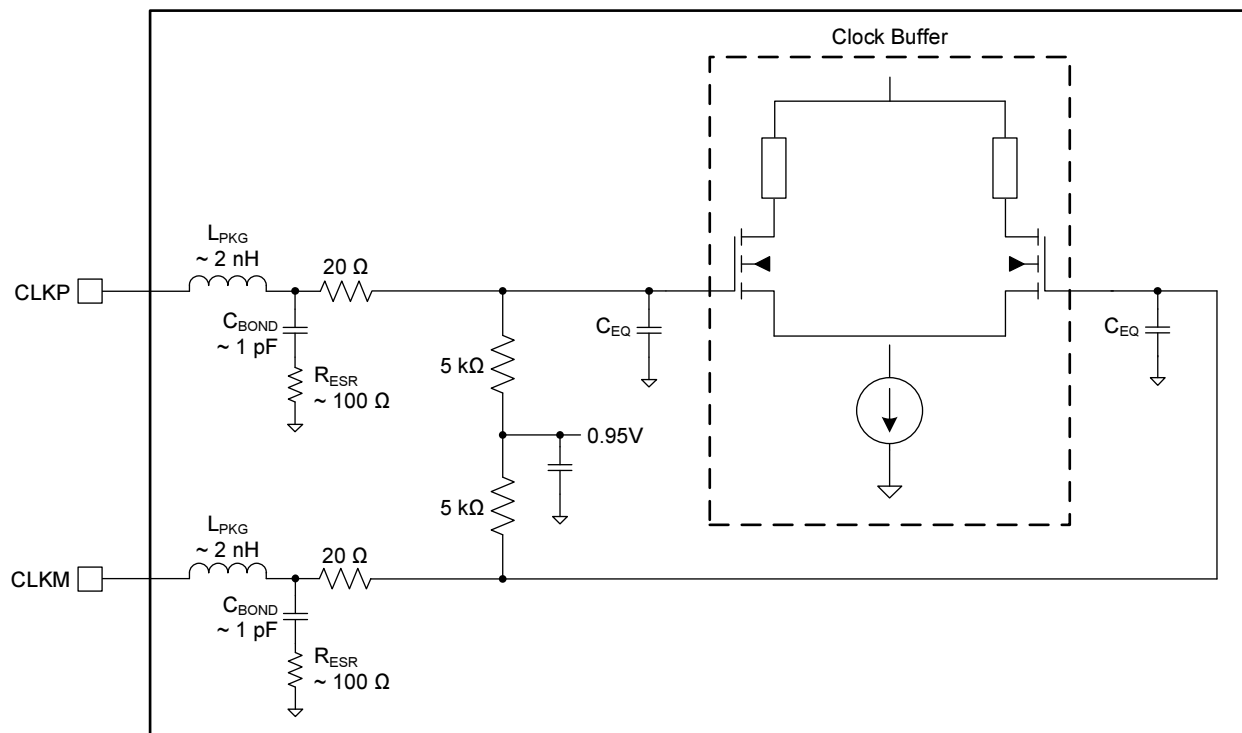 Clock Buffer
LPKG
~ 2 nH
20 Ω
CLKP
CBOND
~ 1 pF
RESR
~ 100 Ω
5 kΩ
CEQ
CEQ
0.95V
5 kΩ
LPKG
~ 2 nH
20 Ω
CLKM
CBOND
~ 1 pF
RESR
~ 100 Ω